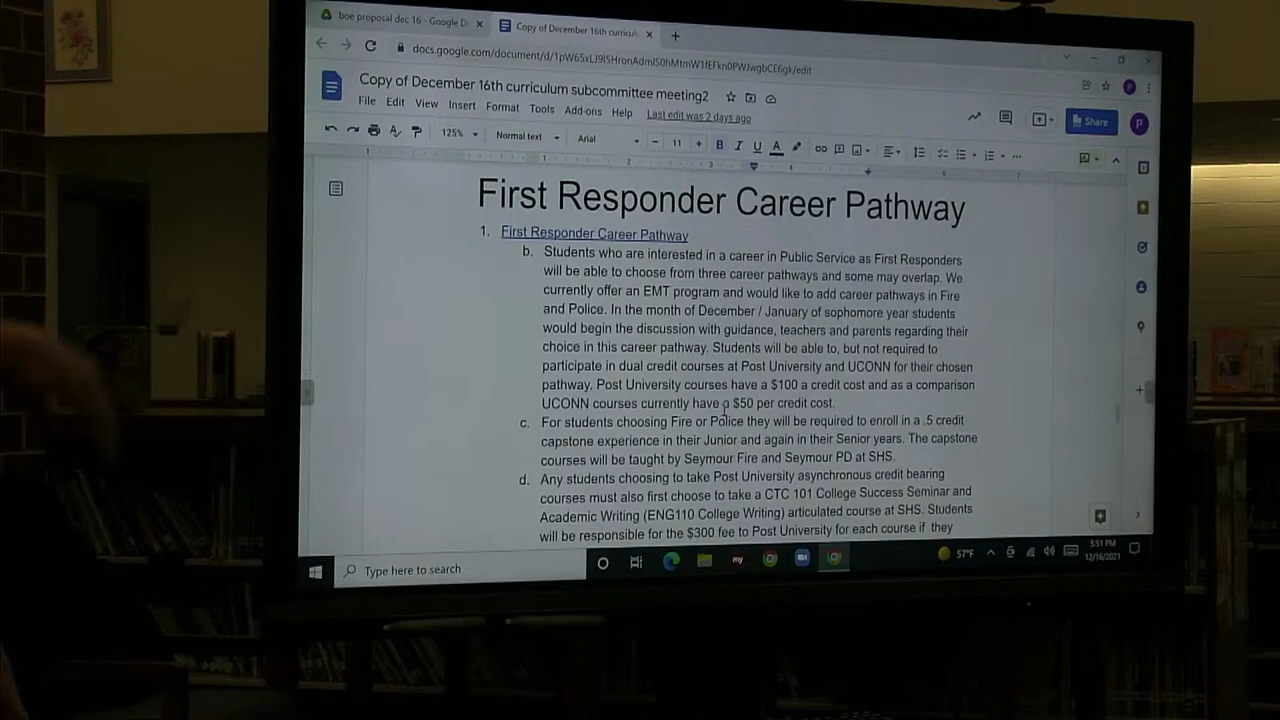 boe proposal dec 16 - Google D
Copy of December 16th curricul
docs.google.com/document/d/
Copy of December 16th curriculum subcommittee meeting2
File Edit View Insert Format Tools Add-ons Help Last edit was 2 days ago
Share
P
125% Normal text Arial 11 B I U A
First Responder Career Pathway
1. First Responder Career Pathway
b. Students who are interested in a career in Public Service as First Responders
will be able to choose from three career pathways and some may overlap. We
currently offer an EMT program and would like to add career pathways in Fire
and Police. In the month of December / January of sophomore year students
would begin the discussion with guidance, teachers and parents regarding their
choice in this career pathway. Students will be able to, but not required to
participate in dual credit courses at Post University and UCONN for their chosen
pathway. Post University courses have a $100 a credit cost and as a comparison
UCONN courses currently have a $50 per credit cost.
c. For students choosing Fire or Police they will be required to enroll in a .5 credit
capstone experience in their Junior and again in their Senior years. The capstone
courses will be taught by Seymour Fire and Seymour PD at SHS.
d. Any students choosing to take Post University asynchronous credit bearing
courses must also first choose to take a CTC 101 College Success Seminar and
Academic Writing (ENG110 College Writing) articulated course at SHS. Students
will be responsible for the $300 fee to Post University for each course if they
Type here to search
my
57°F
5:51 PM
12/16/2021